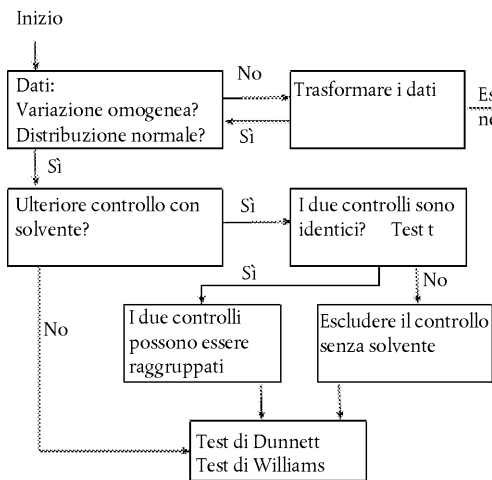 Inizio
Dati:
Variazione omogenea?
Distribuzione normale?
No
Sì
Trasformare i dati
Sì
Ulteriore controllo con
solvente?
Sì
I due controlli sono
identici? Test t
Sì
No
No
I due controlli
possono essere
raggruppati
Escludere il controllo
senza solvente
Test di Dunnett
Test di Williams